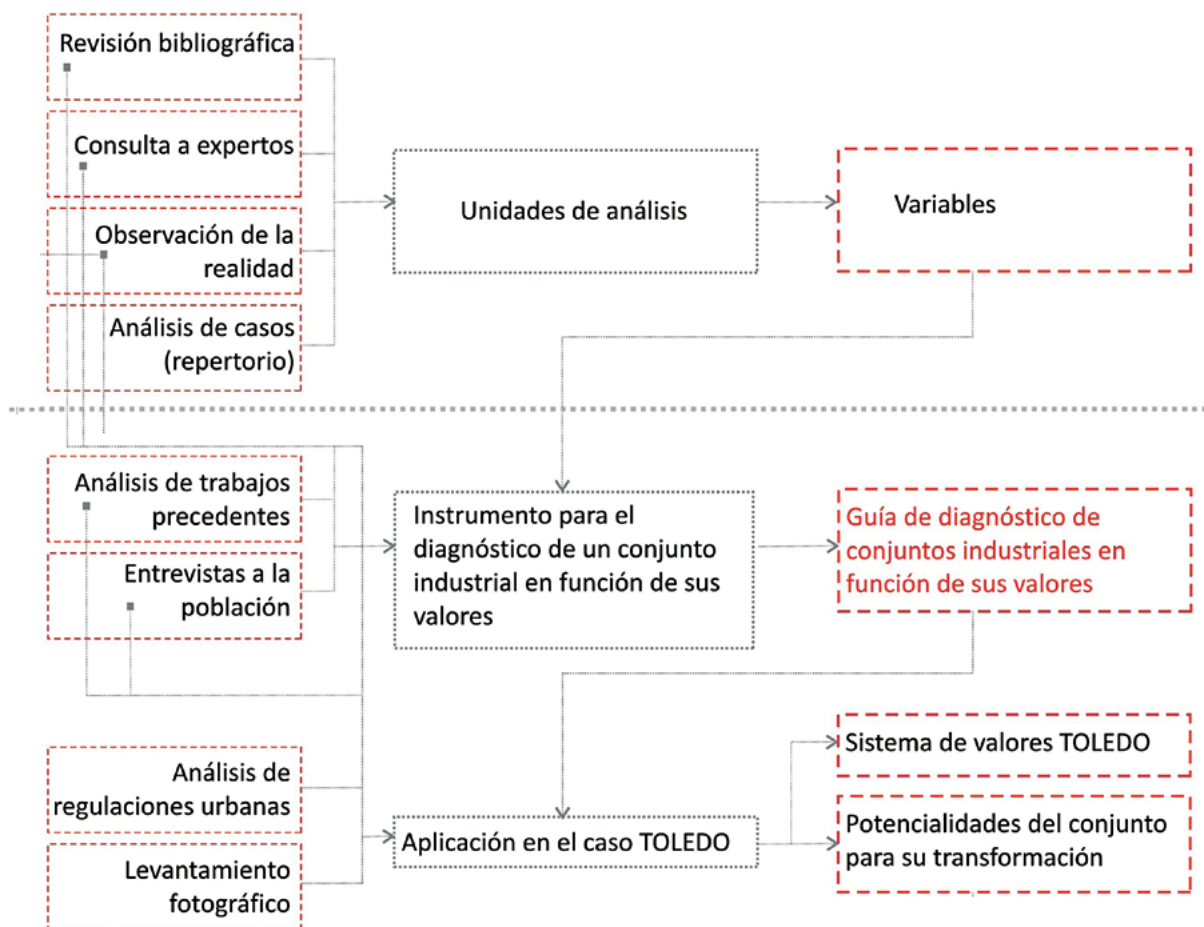 Revisión bibliográfica
Consulta a expertos
Observación de la
realidad
Análisis de casos
(repertorio)
Unidades de análisis
Variables
Análisis de trabajos
precedentes
Entrevistas a la
población
Instrumento para el
diagnóstico de un conjunto
industrial en función de sus
valores
Guía de diagnóstico de
conjuntos industriales en
función de sus valores
Análisis de
regulaciones urbanas
Levantamiento
fotográfico
Aplicación en el caso TOLEDO
Sistema de valores TOLEDO
Potencialidades del conjunto
para su transformación